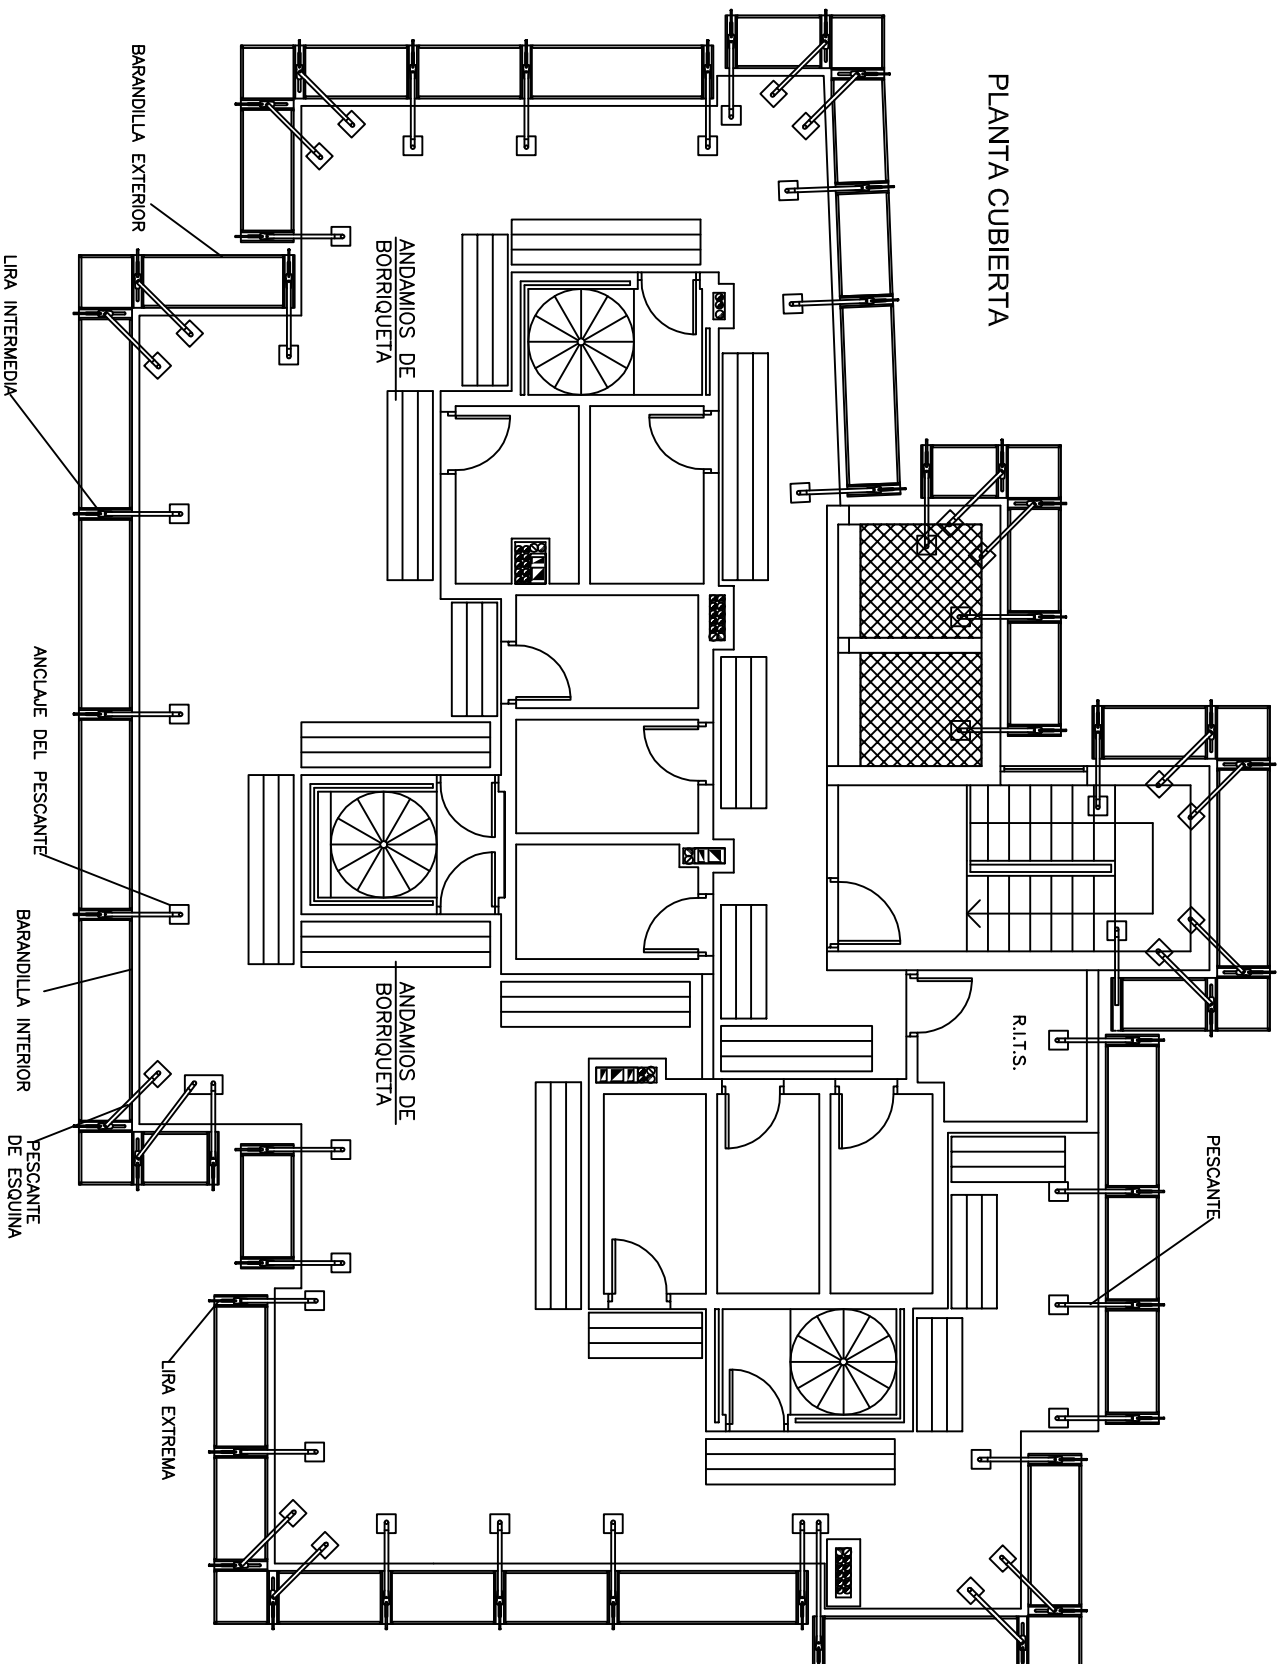 PLANTA CUBIERTA
BARANDILLA EXTERIOR
LIRA INTERMEDIA
ANDAMIOS DE
BORRIQUETA
ANCLAJE DEL PESCANTE
BARANDILLA INTERIOR
ANDAMIOS DE
BORRIQUETA
R.I.T.S.
PESCANTE
PESCANTE
DE ESQUINA
LIRA EXTREMA